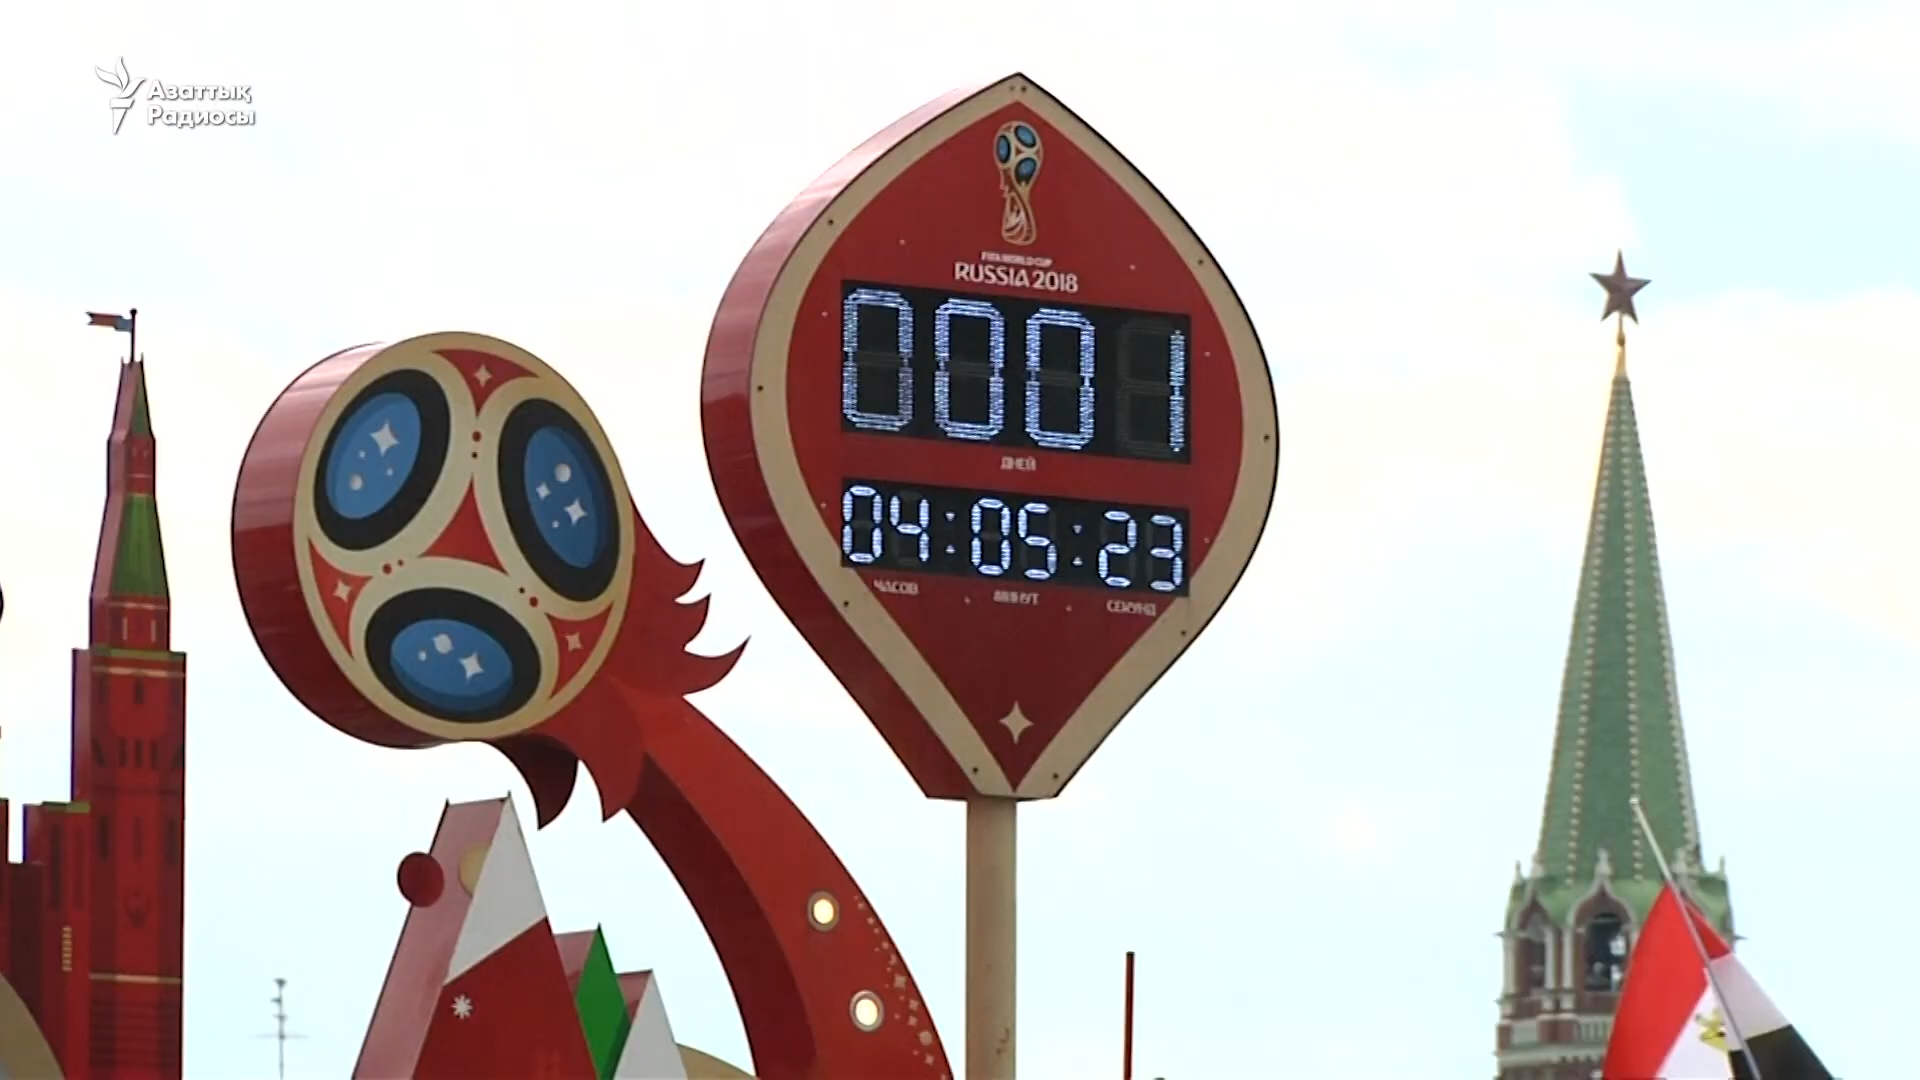 Азаттық
Радиосы
FIFA WORLD CUP
RUSSIA 2018
0001
ДНЕЙ
04:05:23
ЧАСОВ МИНУТ СЕКУНД